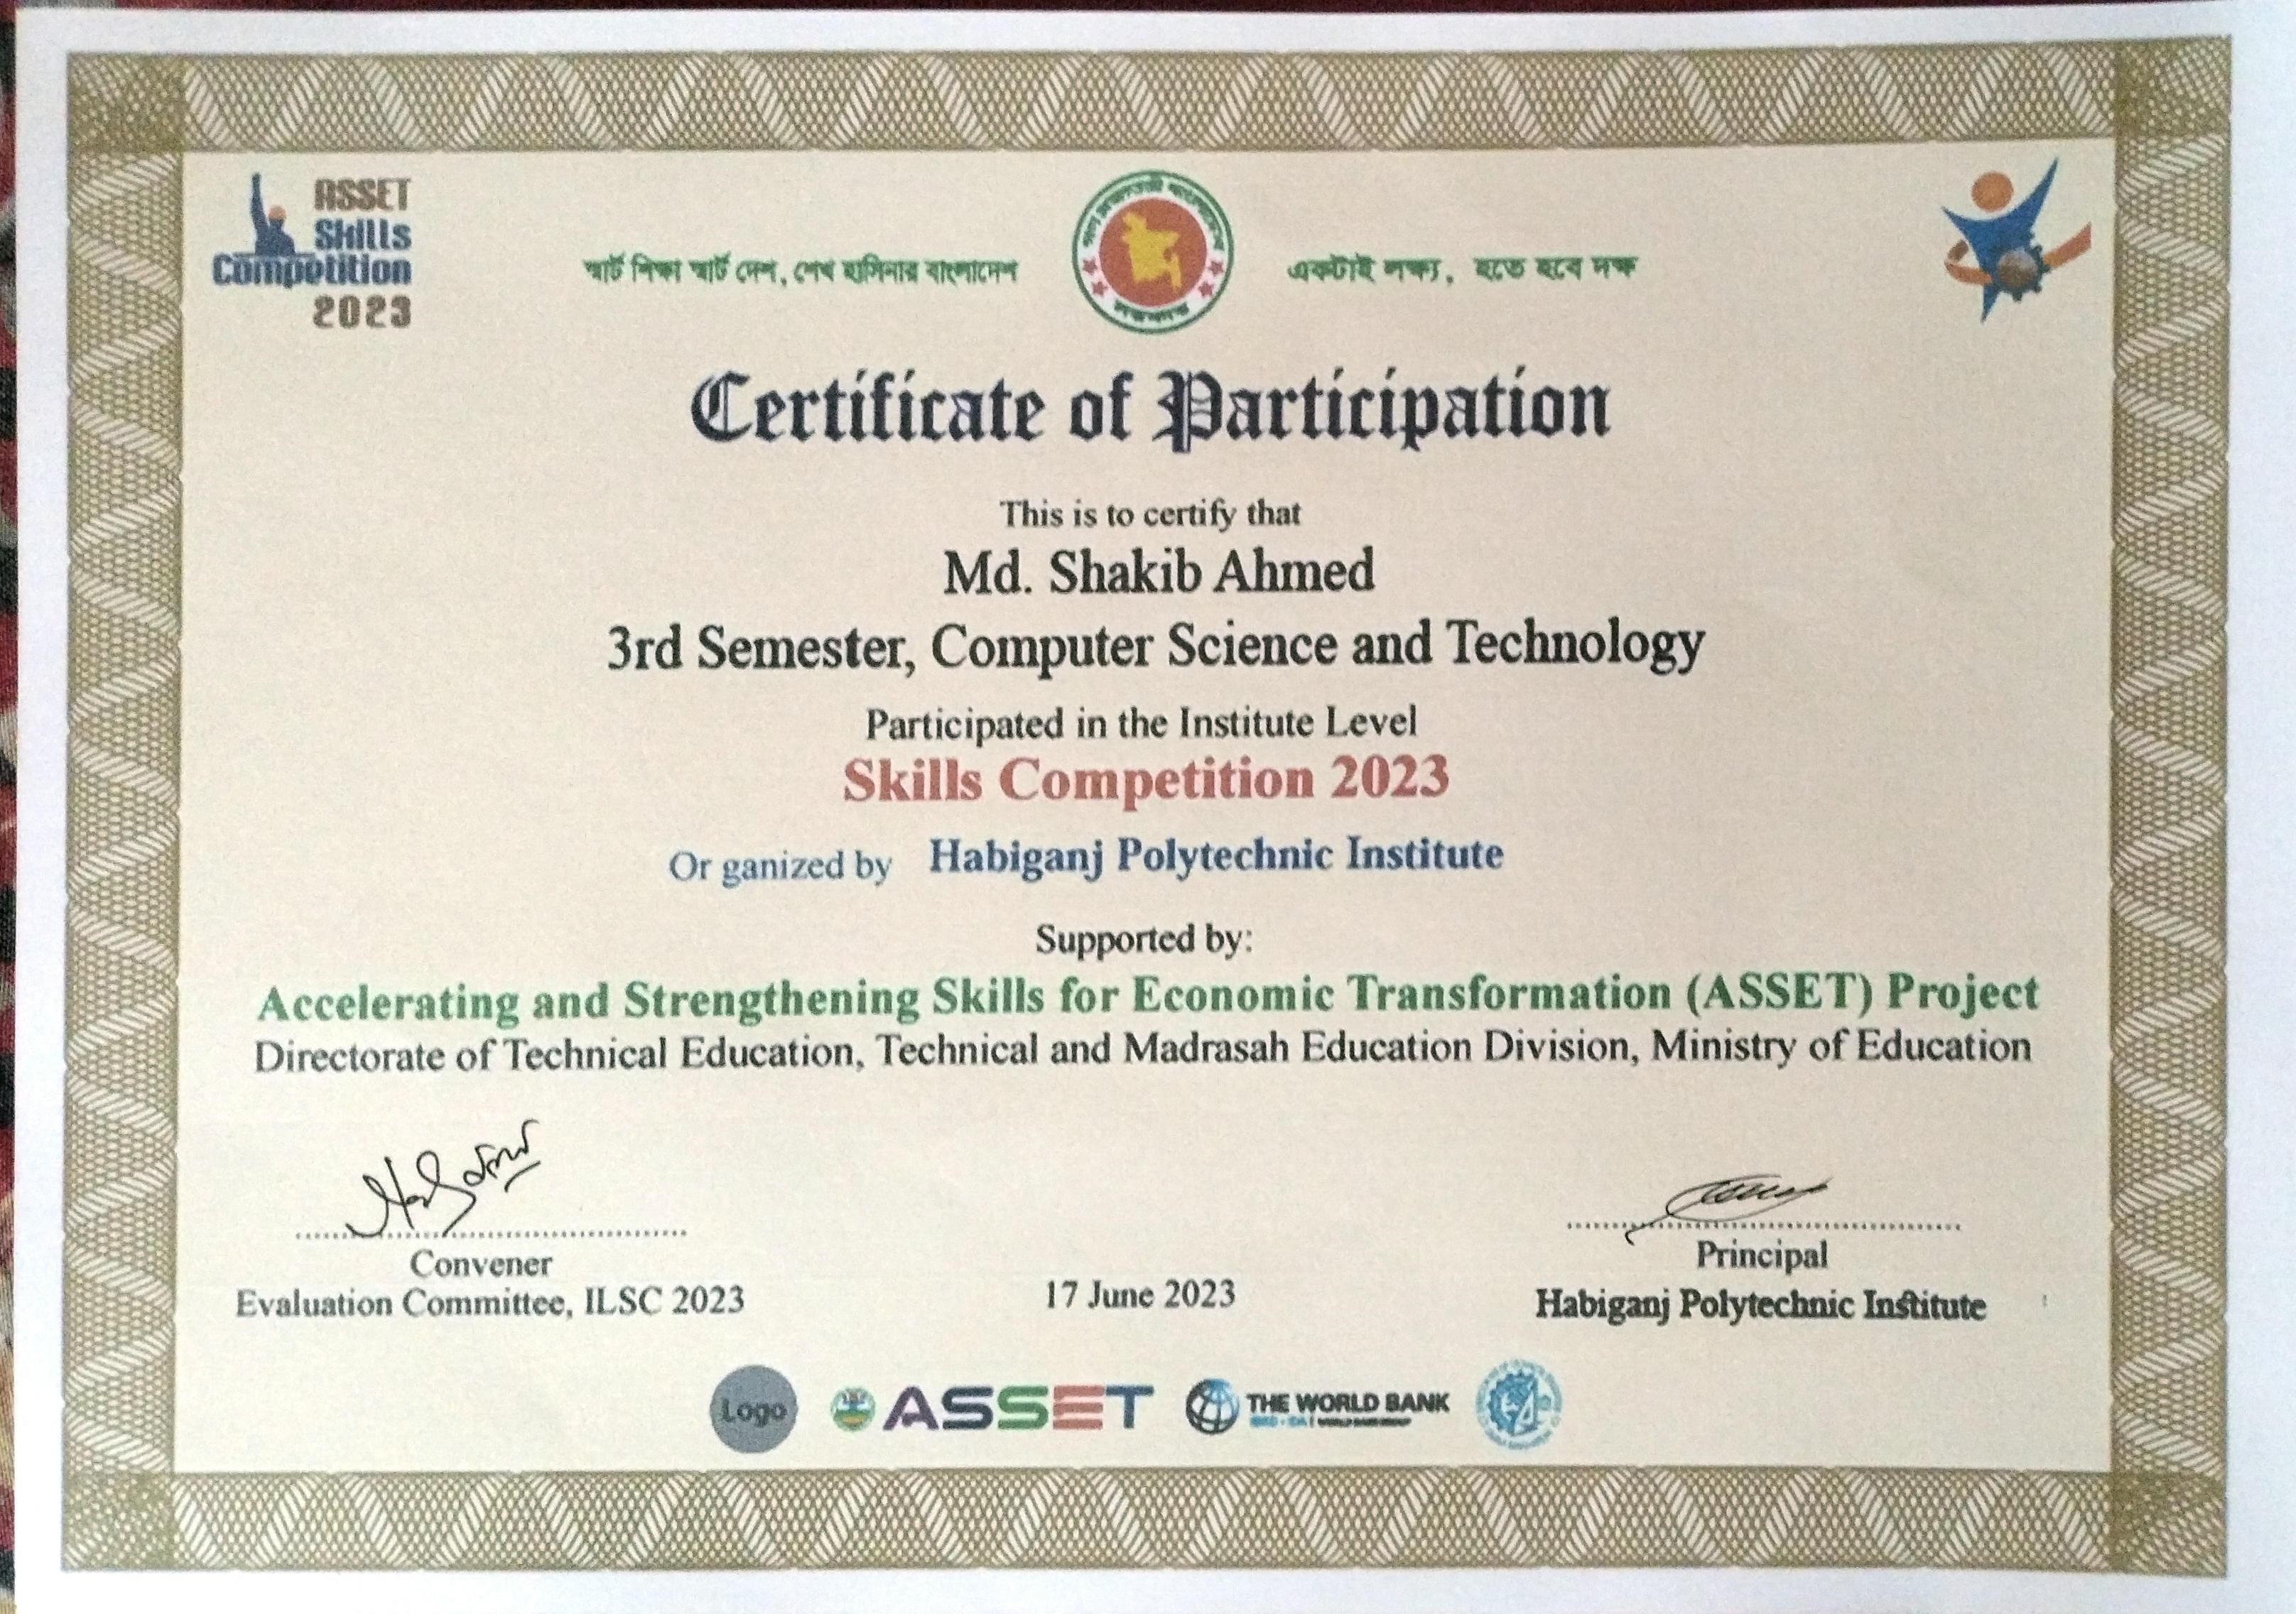 ASSET
Skills
Competition
2023
স্মার্ট শিক্ষা স্মার্ট দেশ, শেখ হাসিনার বাংলাদেশ
একটাই লক্ষ্য, হতে হবে দক্ষ
Certificate of Participation
This is to certify that
Md. Shakib Ahmed
3rd Semester, Computer Science and Technology
Participated in the Institute Level
Skills Competition 2023
Or ganized by Habiganj Polytechnic Institute
Supported by:
Accelerating and Strengthening Skills for Economic Transformation (ASSET) Project
Directorate of Technical Education, Technical and Madrasah Education Division, Ministry of Education
Convener
Evaluation Committee, ILSC 2023
17 June 2023
Principal
Habiganj Polytechnic Institute
Logo
ASSET
THE WORLD BANK